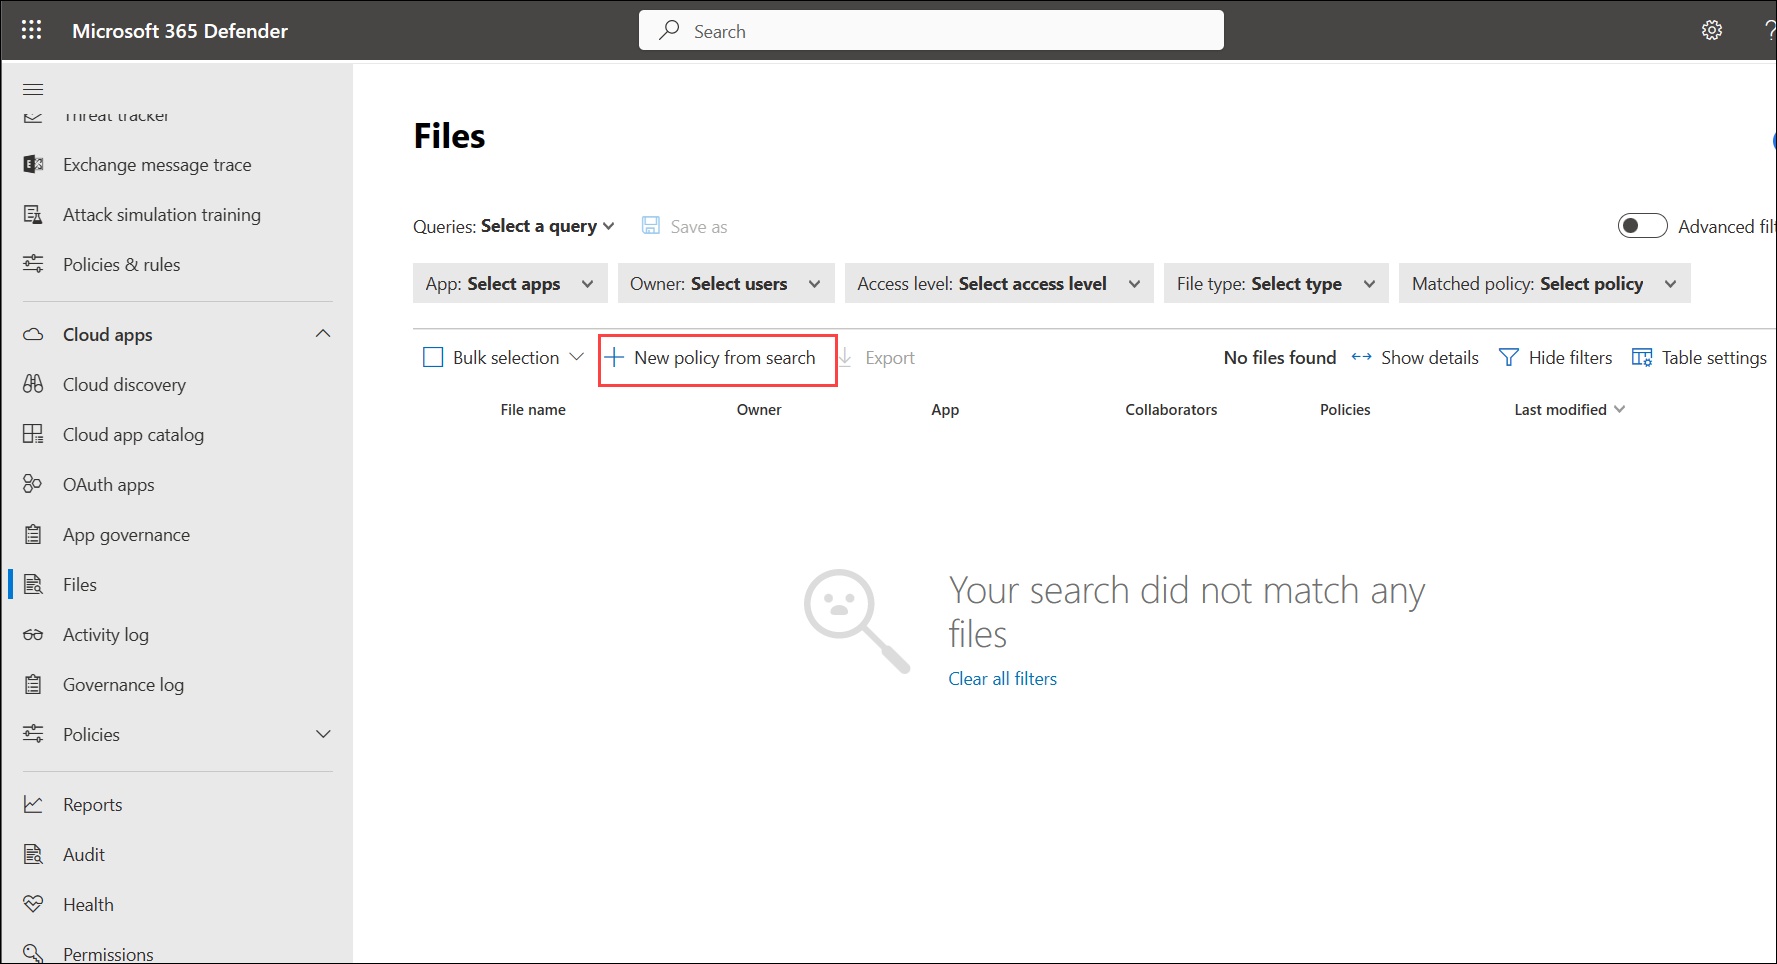 Microsoft 365 Defender
Search
?
Threat tracker
Exchange message trace
Attack simulation training
Policies & rules
Cloud apps
Cloud discovery
Cloud app catalog
OAuth apps
App governance
Files
Activity log
Governance log
Policies
Reports
Audit
Health
Permissions
Files
Queries: Select a query
Save as
Advanced filt
App: Select apps
Owner: Select users
Access level: Select access level
File type: Select type
Matched policy: Select policy
Bulk selection
New policy from search
Export
No files found
Show details
Hide filters
Table settings
File name
Owner
App
Collaborators
Policies
Last modified
Your search did not match any
files
Clear all filters